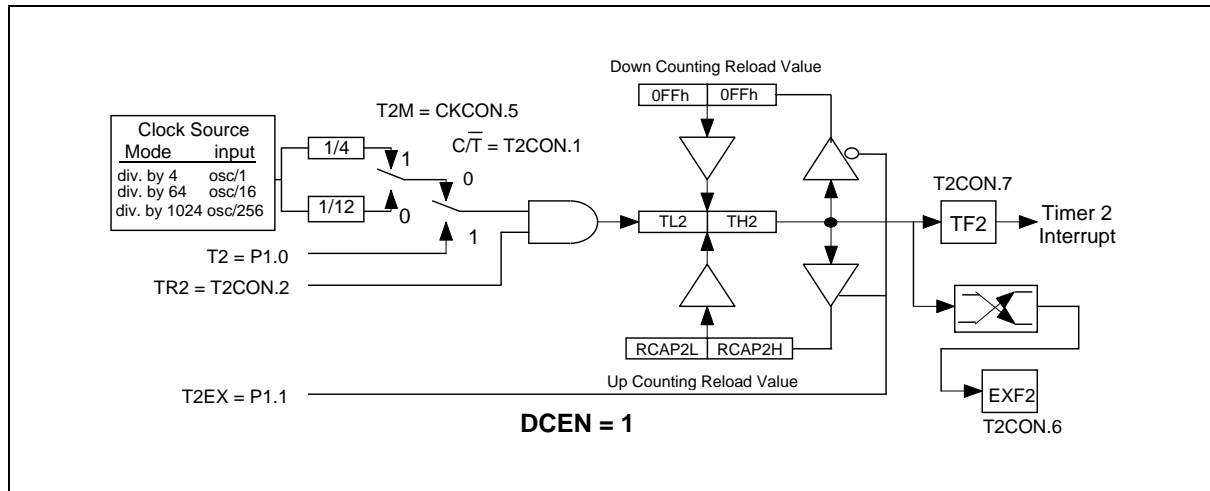 Down Counting Reload Value
0FFh 0FFh
T2M = CKCON.5
C/T̅ = T2CON.1
Clock Source
Mode input
div. by 4 osc/1
div. by 64 osc/16
div. by 1024 osc/256
1/4
1/12
1
0
0
1
T2CON.7
TL2 TH2
TF2
Timer 2
Interrupt
T2 = P1.0
TR2 = T2CON.2
RCAP2L RCAP2H
Up Counting Reload Value
T2EX = P1.1
EXF2
T2CON.6
DCEN = 1